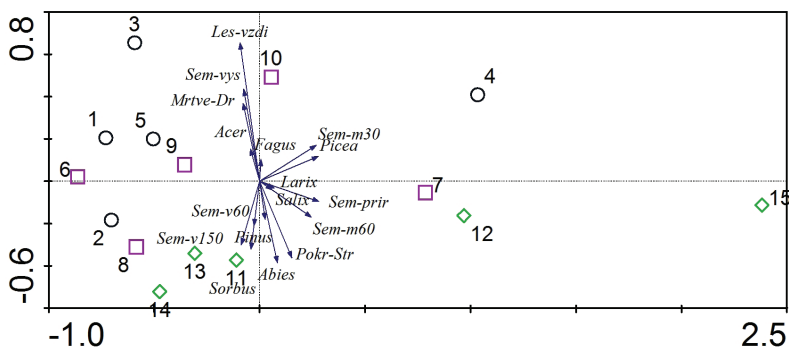 0.8
3
Les-vzdi
10
Sem-vys
4
Mrtve-Dr
1
5
Acer
9
Fagus
Sem-m30
Picea
6
7
Larix
Salix
Sem-prir
15
Sem-v60
Sem-m60
12
2
Sem-v150
Pinus
Pokr-Str
8
13
11
Abies
Sorbus
14
-0.6
-1.0
2.5